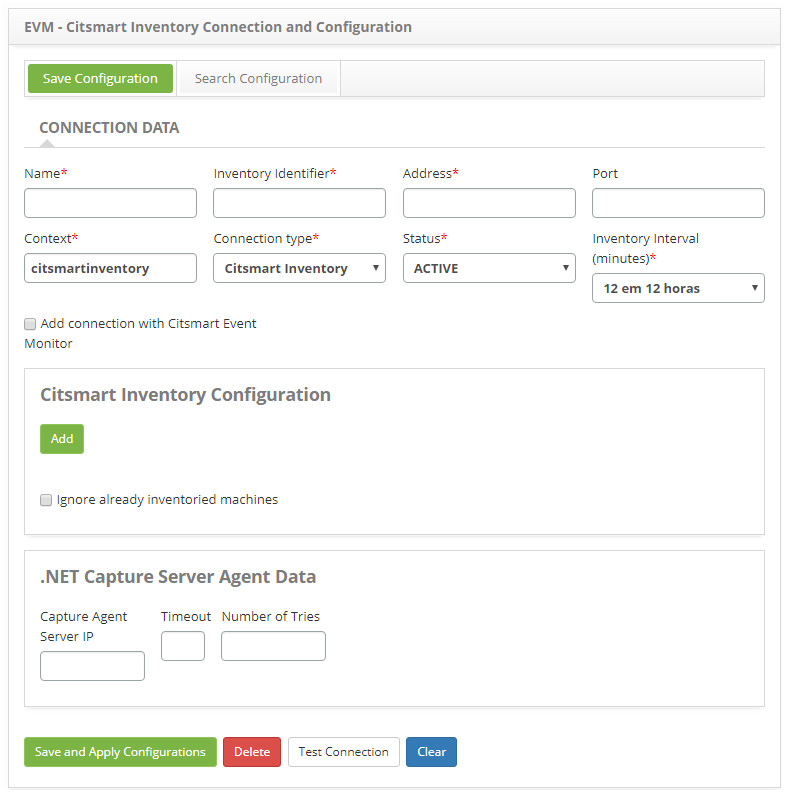 EVM - Citsmart Inventory Connection and Configuration
Save Configuration
Search Configuration
CONNECTION DATA
Name*
Inventory Identifier*
Address*
Port
Context*
Connection type*
Status*
Inventory Interval
(minutes)*
citsmartinventory
Citsmart Inventory
ACTIVE
12 em 12 horas
Add connection with Citsmart Event
Monitor
Citsmart Inventory Configuration
Add
Ignore already inventoried machines
.NET Capture Server Agent Data
Capture Agent
Server IP
Timeout
Number of Tries
Save and Apply Configurations
Delete
Test Connection
Clear